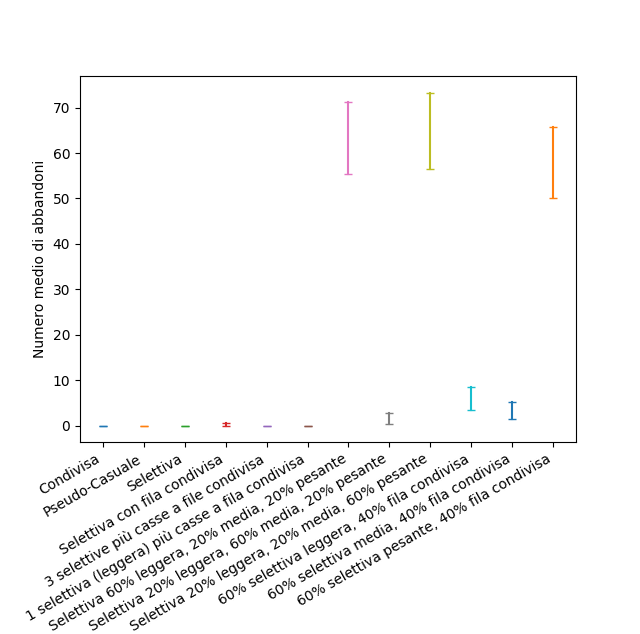 Numero medio di abbandoni
70
60
50
40
30
20
10
0
Condivisa
Pseudo-Casuale
Selettiva
Selettiva con fila condivisa
3 selettive più casse a file condivisa
1 selettiva (leggera) più casse a fila condivisa
Selettiva 60% leggera, 20% media, 20% pesante
Selettiva 20% leggera, 60% media, 20% pesante
Selettiva 20% leggera, 20% media, 60% pesante
60% selettiva leggera, 40% fila condivisa
60% selettiva media, 40% fila condivisa
60% selettiva pesante, 40% fila condivisa